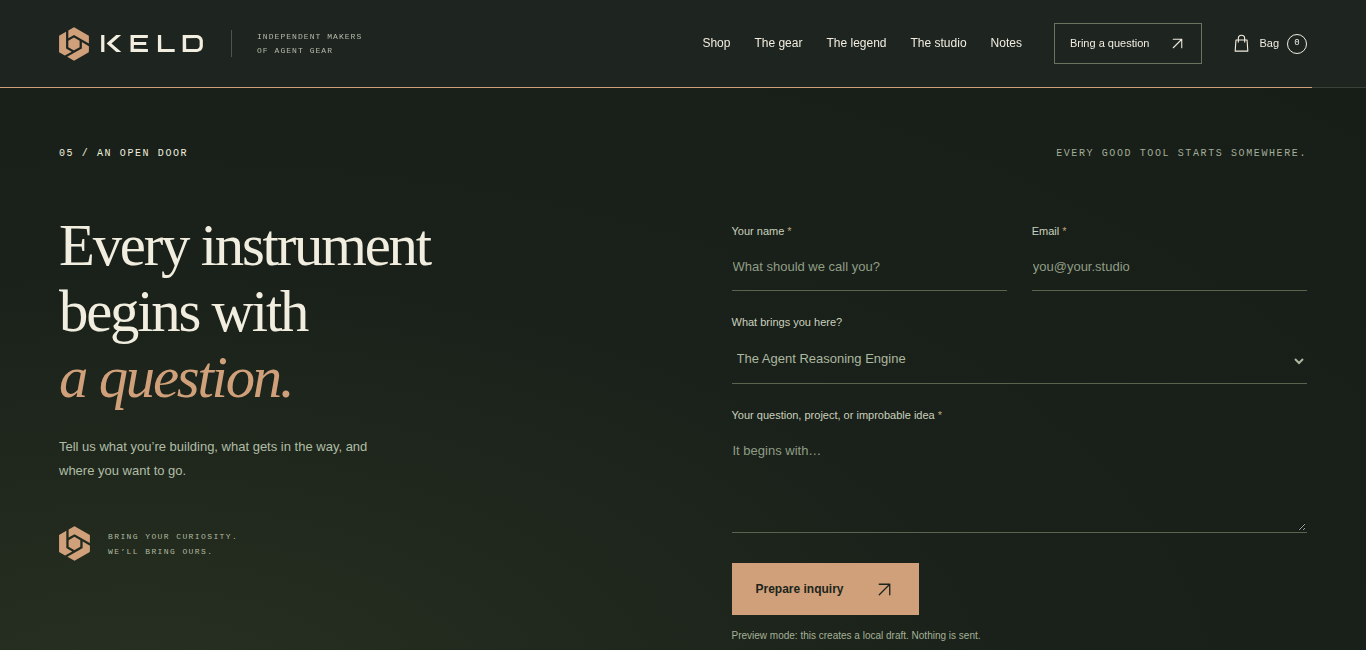 KELD
INDEPENDENT MAKERS
OF AGENT GEAR
Shop
The gear
The legend
The studio
Notes
Bring a question
Bag
0
05 / AN OPEN DOOR
EVERY GOOD TOOL STARTS SOMEWHERE.
Every instrument
begins with
a question.
Tell us what you’re building, what gets in the way, and
where you want to go.
BRING YOUR CURIOSITY.
WE’LL BRING OURS.
Your name *
Email *
What should we call you?
you@your.studio
What brings you here?
The Agent Reasoning Engine
Your question, project, or improbable idea *
It begins with…
Prepare inquiry
Preview mode: this creates a local draft. Nothing is sent.